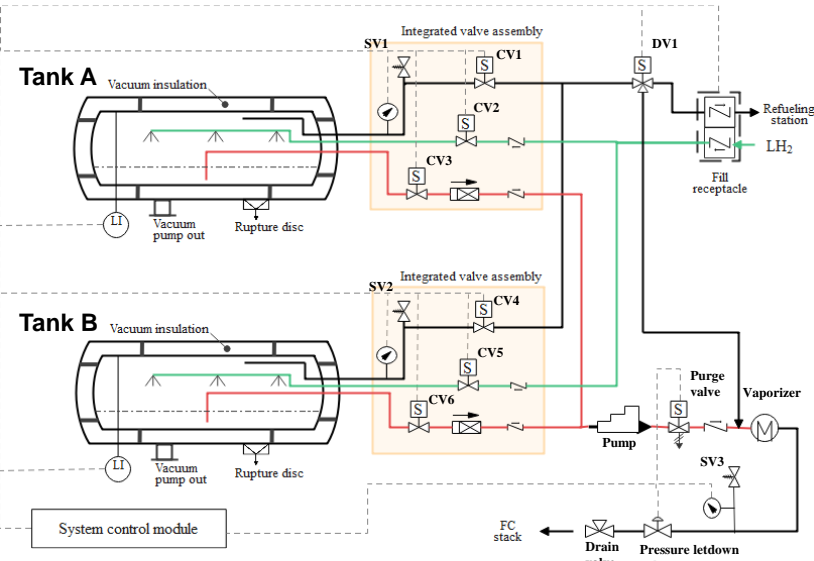 Integrated valve assembly
SV1
CV1
DV1
S
S
Tank A
Vacuum insulation
CV2
S
Refueling
station
LH2
CV3
S
Fill
receptacle
LI
Vacuum
pump out
Rupture disc
Integrated valve assembly
SV2
CV4
S
Tank B
Vacuum insulation
CV5
S
Purge
valve
Vaporizer
CV6
S
S
M
Pump
LI
Vacuum
pump out
Rupture disc
SV3
System control module
FC
stack
Drain
Pressure letdown